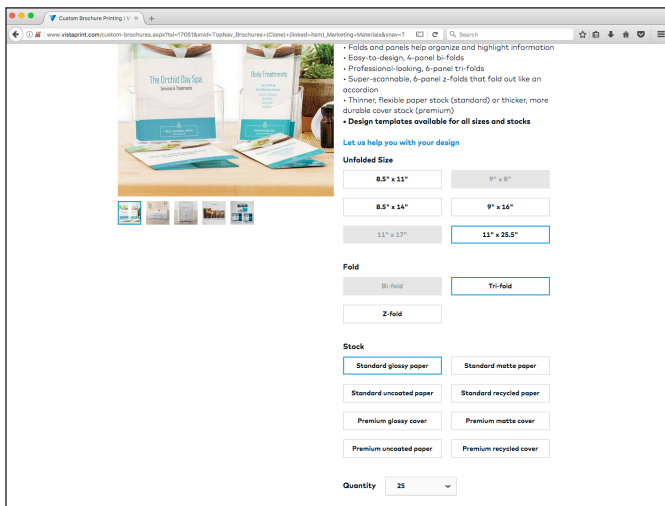 Custom Brochure Printing | V
www.vistaprint.com/custom-brochures.aspx?txi=17051&xnid=TopNav_Brochures+(Clone)+(linked+item)_Marketing+Materials&xnav=T
Search
• Folds and panels help organize and highlight information
• Easy-to-design, 4-panel bi-folds
• Professional-looking, 6-panel tri-folds
• Super-scannable, 6-panel z-folds that fold out like an
accordion
• Thinner, flexible paper stock (standard) or thicker, more
durable cover stock (premium)
• Design templates available for all sizes and stocks
The Orchid Day Spa
Services & Treatments
Body Treatments
Let us help you with your design
Unfolded Size
8.5" x 11"
9" x 8"
8.5" x 14"
9" x 16"
11" x 17"
11" x 25.5"
Fold
Bi-fold
Tri-fold
Z-fold
Stock
Standard glossy paper
Standard matte paper
Standard uncoated paper
Standard recycled paper
Premium glossy cover
Premium matte cover
Premium uncoated paper
Premium recycled cover
Quantity
25